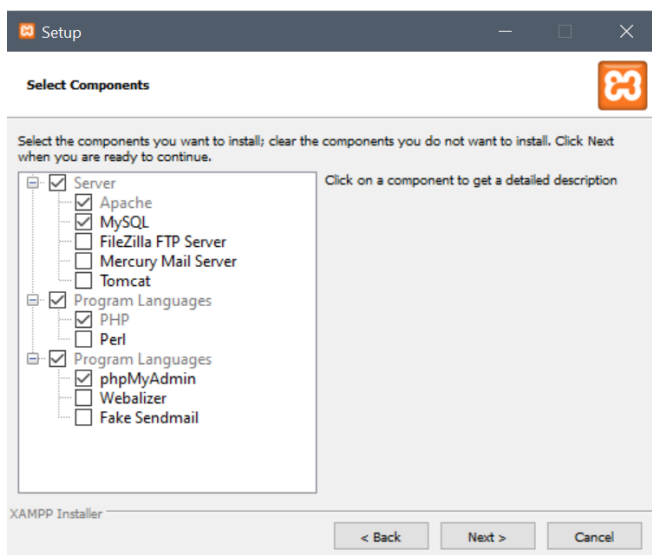 Setup
Select Components
Select the components you want to install; clear the components you do not want to install. Click Next
when you are ready to continue.
Server
Apache
MySQL
FileZilla FTP Server
Mercury Mail Server
Tomcat
Program Languages
PHP
Perl
Program Languages
phpMyAdmin
Webalizer
Fake Sendmail
Click on a component to get a detailed description
XAMPP Installer
< Back
Next >
Cancel